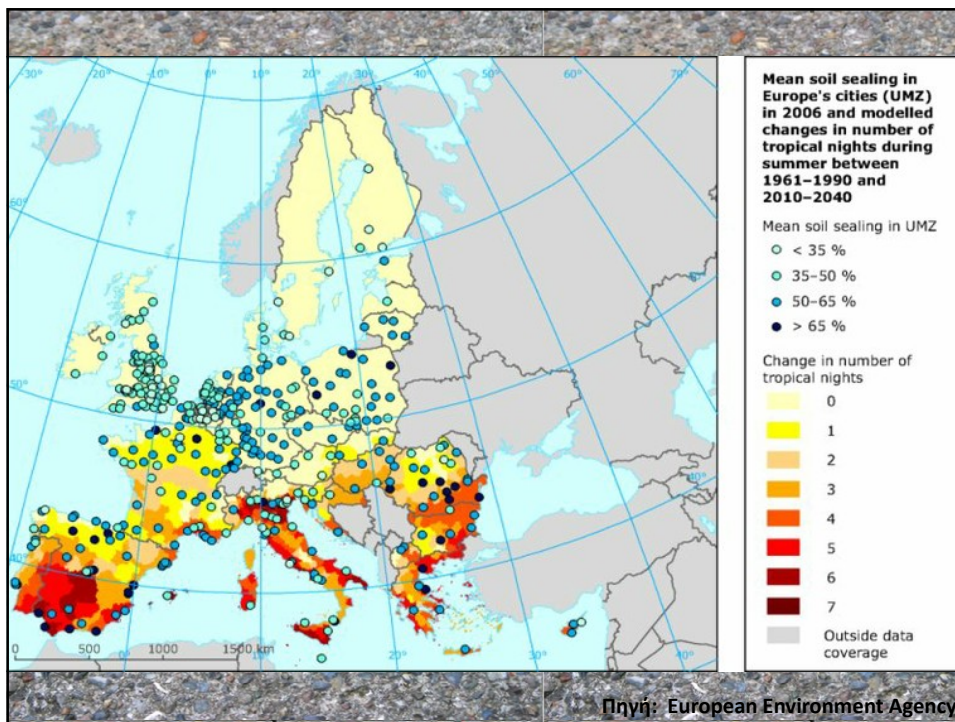 -30°
-20°
-10°
0°
10°
20°
30°
40°
50°
60°
70°
60°
50°
50°
40°
40°
0°
10°
20°
30°
40°
0 500 1000 1500 km
Mean soil sealing in
Europe's cities (UMZ)
in 2006 and modelled
changes in number of
tropical nights during
summer between
1961–1990 and
2010–2040
Mean soil sealing in UMZ
< 35 %
35–50 %
50–65 %
> 65 %
Change in number of
tropical nights
0
1
2
3
4
5
6
7
Outside data
coverage
Πηγή: European Environment Agency